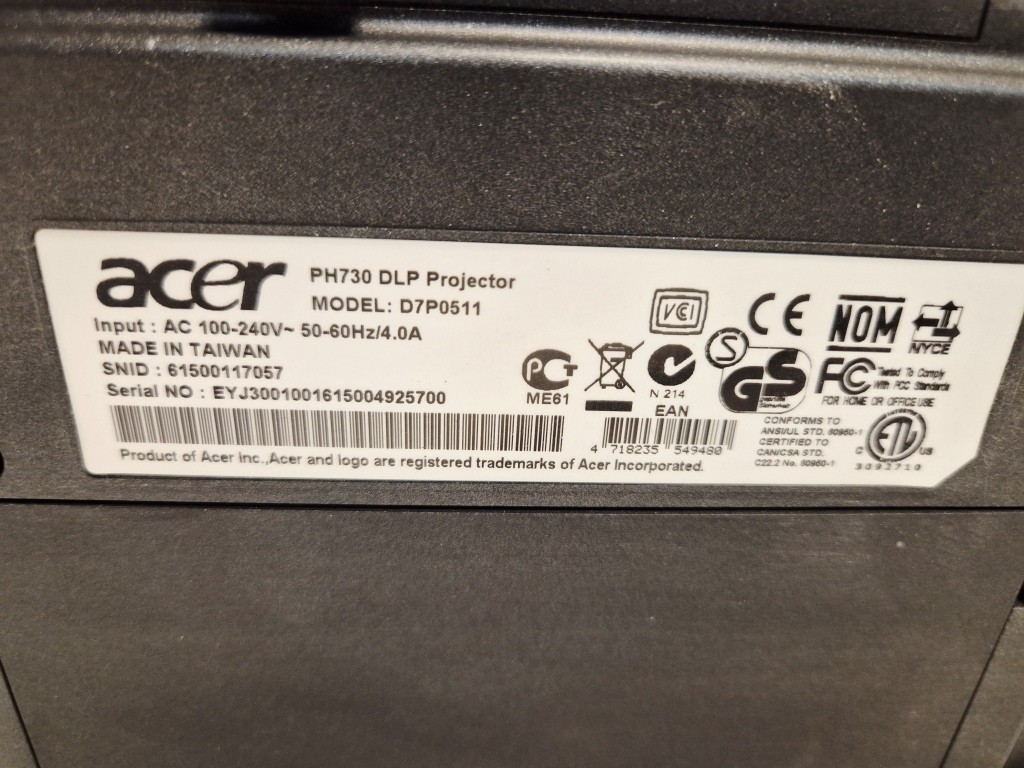 acer
PH730 DLP Projector
MODEL: D7P0511
Input : AC 100-240V~ 50-60Hz/4.0A
MADE IN TAIWAN
SNID : 61500117057
Serial NO : EYJ3001001615004925700
Product of Acer Inc.,Acer and logo are registered trademarks of Acer Incorporated.
VCI
CE
NOM
NYCE
PCT
ME61
N 214
S
GS
geprüfte
Sicherheit
FC
Tested To Comply
With FCC Standards
FOR HOME OR OFFICE USE
EAN
4 718235 549480
CONFORMS TO
ANSI/UL STD. 60950-1
CERTIFIED TO
CAN/CSA STD.
C22.2 No. 60950-1
C ETL US
3092710